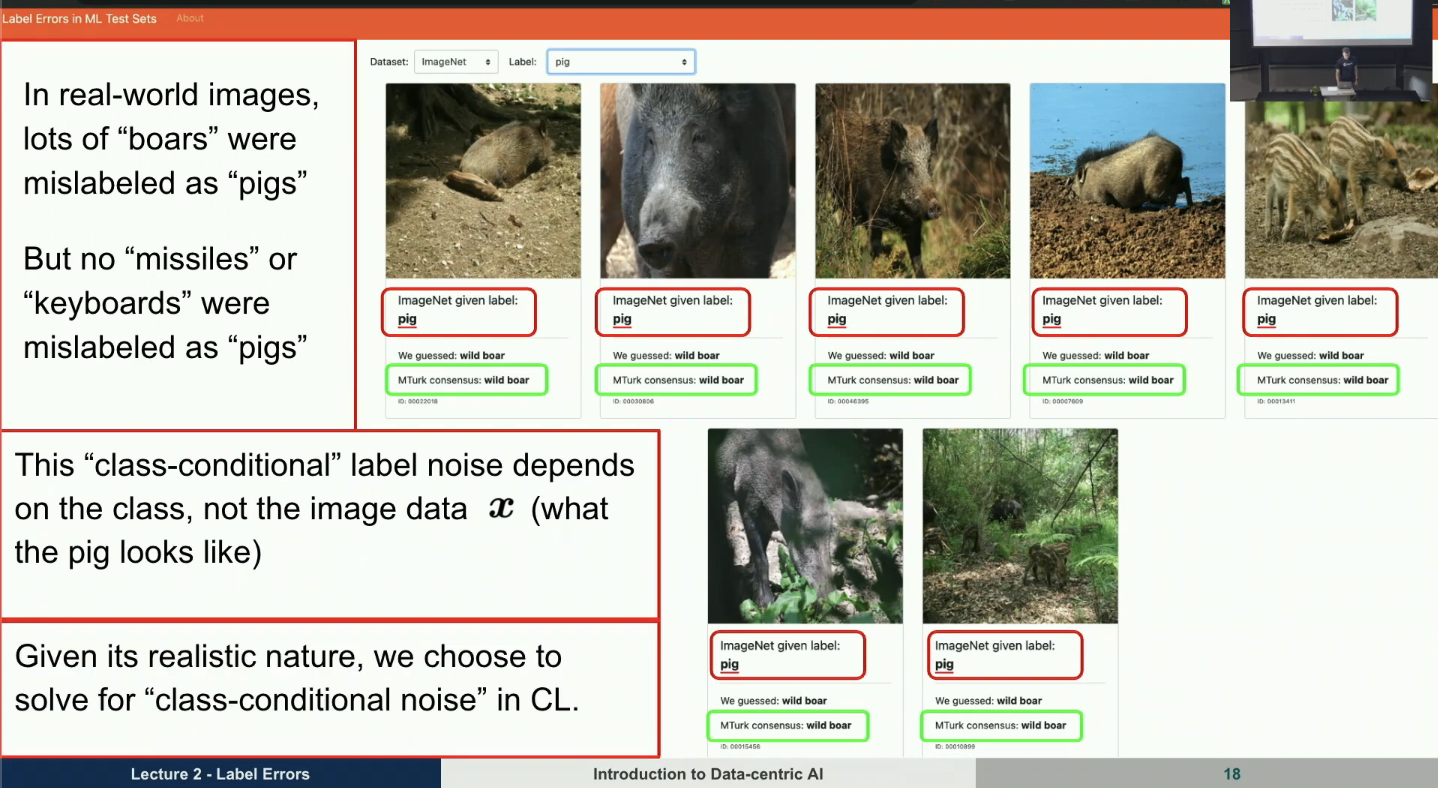 Label Errors in ML Test Sets About
Dataset: ImageNet Label: pig
In real-world images,
lots of “boars” were
mislabeled as “pigs”
But no “missiles” or
“keyboards” were
mislabeled as “pigs”
ImageNet given label:
pig
We guessed: wild boar
MTurk consensus: wild boar
ID: 00022018
ImageNet given label:
pig
We guessed: wild boar
MTurk consensus: wild boar
ID: 00030806
ImageNet given label:
pig
We guessed: wild boar
MTurk consensus: wild boar
ID: 00046395
ImageNet given label:
pig
We guessed: wild boar
MTurk consensus: wild boar
ID: 00007609
ImageNet given label:
pig
We guessed: wild boar
MTurk consensus: wild boar
ID: 00013411
This “class-conditional” label noise depends
on the class, not the image data x (what
the pig looks like)
Given its realistic nature, we choose to
solve for “class-conditional noise” in CL.
ImageNet given label:
pig
We guessed: wild boar
MTurk consensus: wild boar
ID: 00015456
ImageNet given label:
pig
We guessed: wild boar
MTurk consensus: wild boar
ID: 00010899
Lecture 2 - Label Errors Introduction to Data-centric AI 18